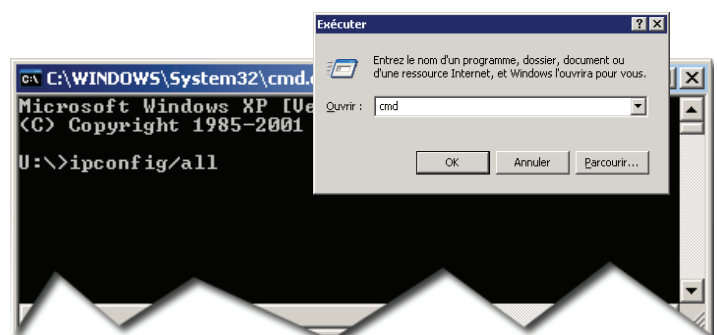 Exécuter
Entrez le nom d'un programme, dossier, document ou
d'une ressource Internet, et Windows l'ouvrira pour vous.
Ouvrir : cmd
OK Annuler Parcourir...
C:\WINDOWS\System32\cmd.
Microsoft Windows XP
(C) Copyright 1985-2001
U:\>ipconfig/all